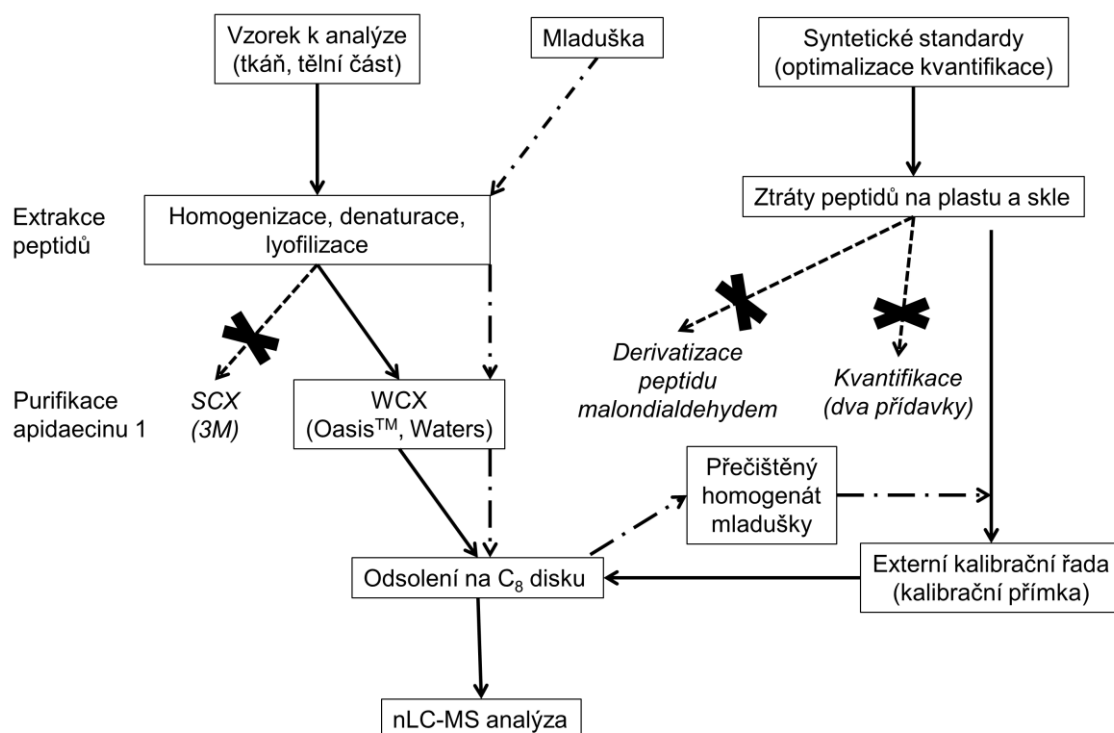 Vzorek k analýze
(tkáň, tělní část)
Mladuška
Syntetické standardy
(optimalizace kvantifikace)
Extrakce
peptidů
Homogenizace, denaturace,
lyofilizace
Ztráty peptidů na plastu a skle
Derivatizace
peptidu
malondialdehydem
Kvantifikace
(dva přídavky)
Purifikace
apidaecinu 1
SCX
(3M)
WCX
(Oasis™, Waters)
Přečištěný
homogenát
mladušky
Odsolení na C₈ disku
Externí kalibrační řada
(kalibrační přímka)
nLC-MS analýza